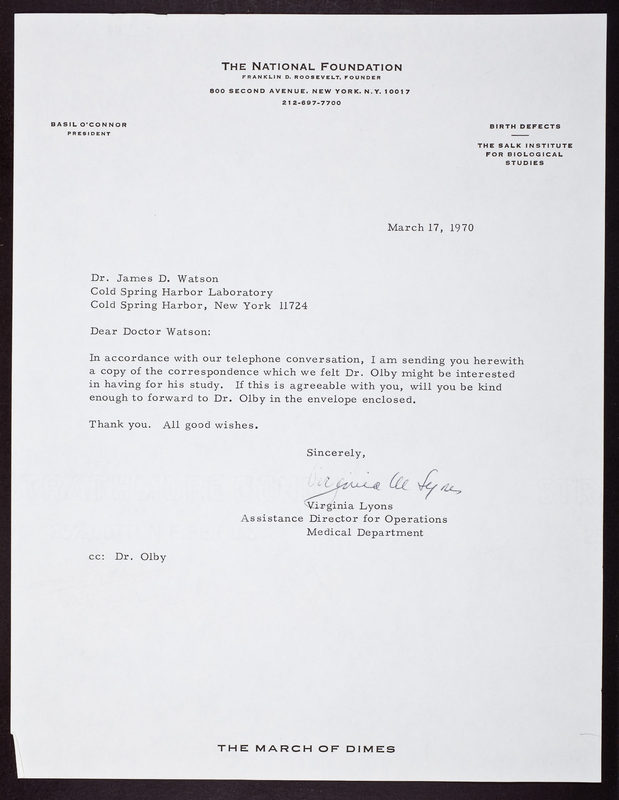 THE NATIONAL FOUNDATION
FRANKLIN D. ROOSEVELT, FOUNDER
800 SECOND AVENUE, NEW YORK, N.Y. 10017
212-697-7700
BASIL O'CONNOR
PRESIDENT
BIRTH DEFECTS
THE SALK INSTITUTE
FOR BIOLOGICAL
STUDIES
March 17, 1970
Dr. James D. Watson
Cold Spring Harbor Laboratory
Cold Spring Harbor, New York 11724
Dear Doctor Watson:
In accordance with our telephone conversation, I am sending you herewith
a copy of the correspondence which we felt Dr. Olby might be interested
in having for his study. If this is agreeable with you, will you be kind
enough to forward to Dr. Olby in the envelope enclosed.
Thank you. All good wishes.
Sincerely,
Virginia M Lyons
Virginia Lyons
Assistance Director for Operations
Medical Department
cc: Dr. Olby
THE MARCH OF DIMES